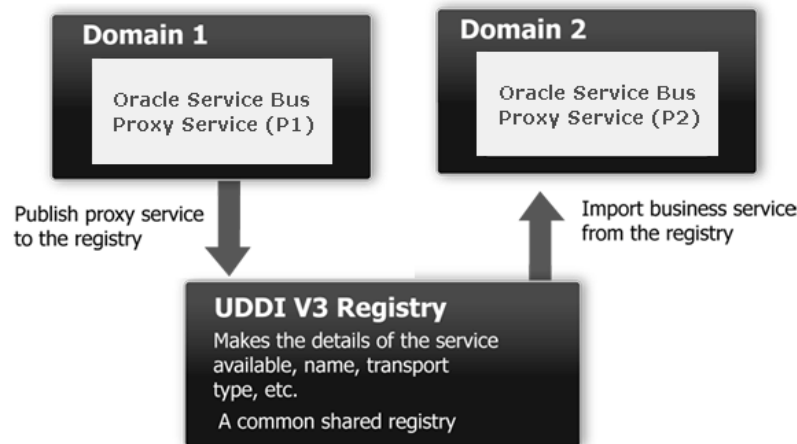 Domain 1
Oracle Service Bus
Proxy Service (P1)
Domain 2
Oracle Service Bus
Proxy Service (P2)
Publish proxy service
to the registry
Import business service
from the registry
UDDI V3 Registry
Makes the details of the service
available, name, transport
type, etc.
A common shared registry